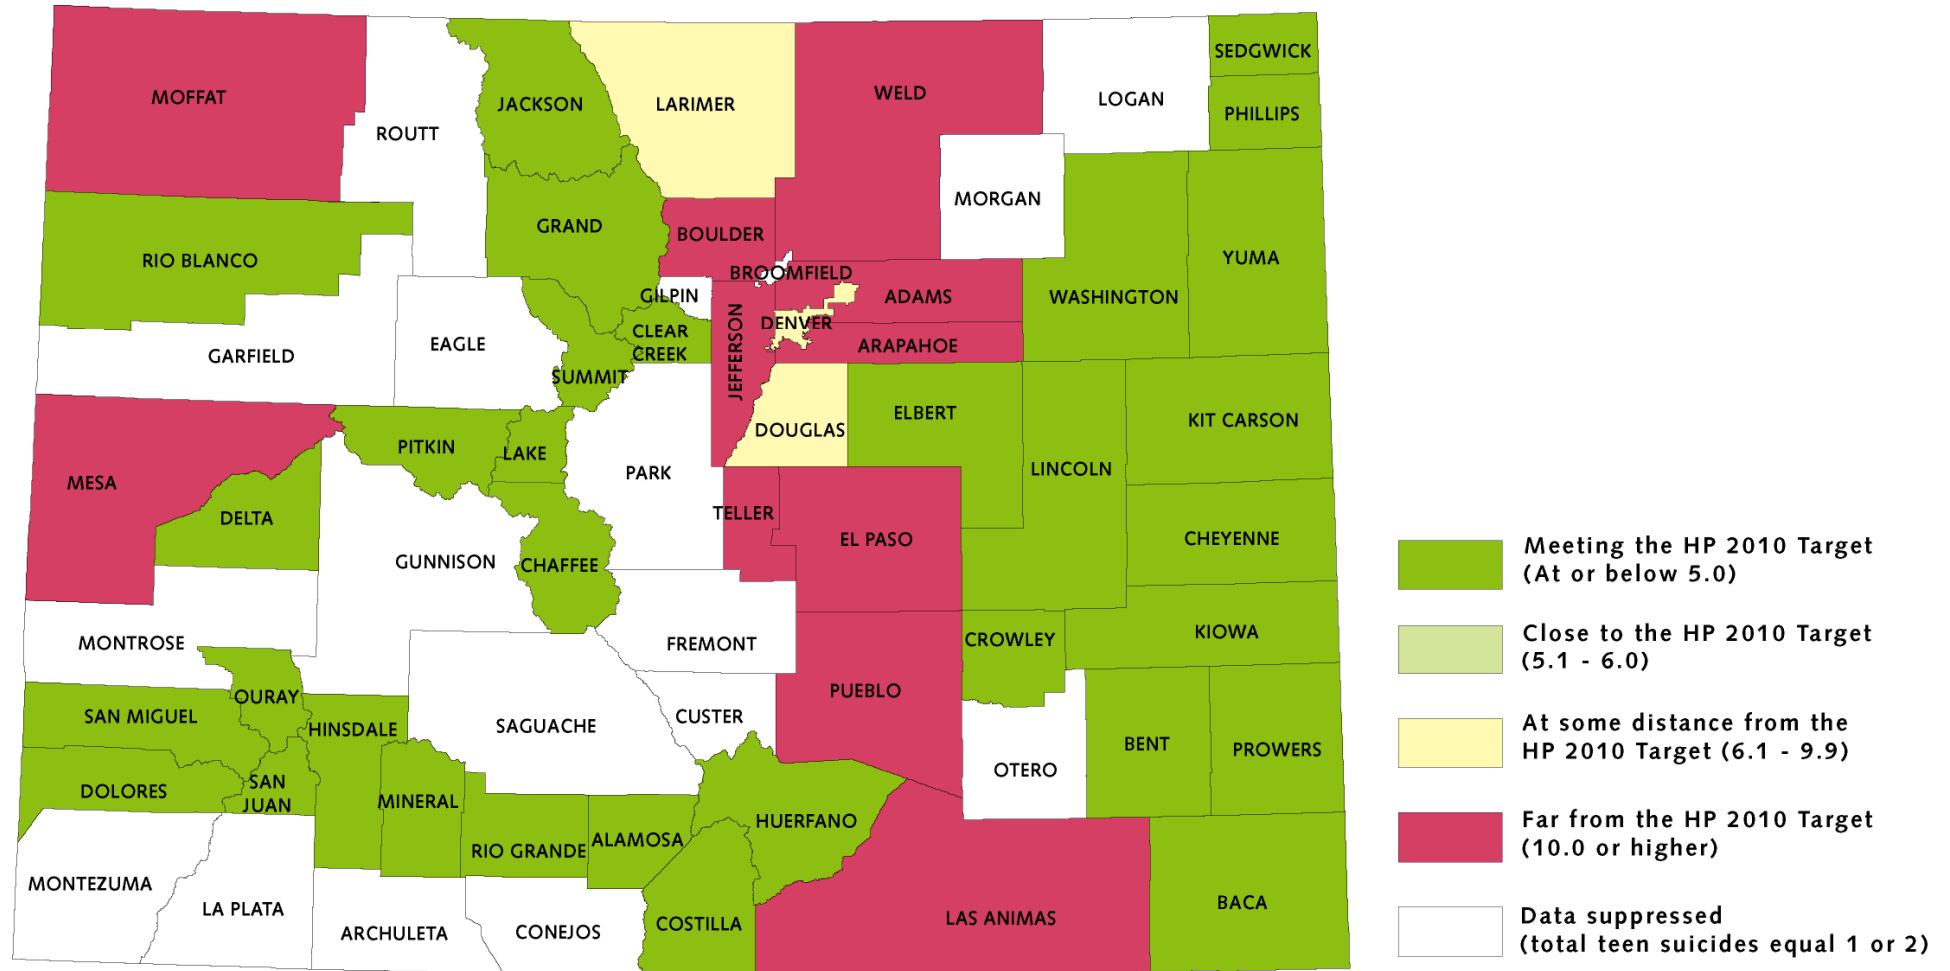 SEDGWICK
MOFFAT
JACKSON
LARIMER
WELD
LOGAN
PHILLIPS
ROUTT
MORGAN
GRAND
BOULDER
RIO BLANCO
YUMA
BROOMFIELD
GILPIN
ADAMS
WASHINGTON
DENVER
CLEAR
CREEK
EAGLE
GARFIELD
JEFFERSON
ARAPAHOE
SUMMIT
ELBERT
KIT CARSON
DOUGLAS
PITKIN
LAKE
PARK
LINCOLN
MESA
DELTA
TELLER
EL PASO
CHEYENNE
GUNNISON
CHAFFEE
MONTROSE
FREMONT
CROWLEY
KIOWA
OURAY
PUEBLO
SAN MIGUEL
HINSDALE
SAGUACHE
CUSTER
BENT
PROWERS
OTERO
DOLORES
SAN
JUAN
MINERAL
HUERFANO
RIO GRANDE
ALAMOSA
MONTEZUMA
LA PLATA
ARCHULETA
CONEJOS
COSTILLA
LAS ANIMAS
BACA
Meeting the HP 2010 Target
(At or below 5.0)
Close to the HP 2010 Target
(5.1 - 6.0)
At some distance from the
HP 2010 Target (6.1 - 9.9)
Far from the HP 2010 Target
(10.0 or higher)
Data suppressed
(total teen suicides equal 1 or 2)